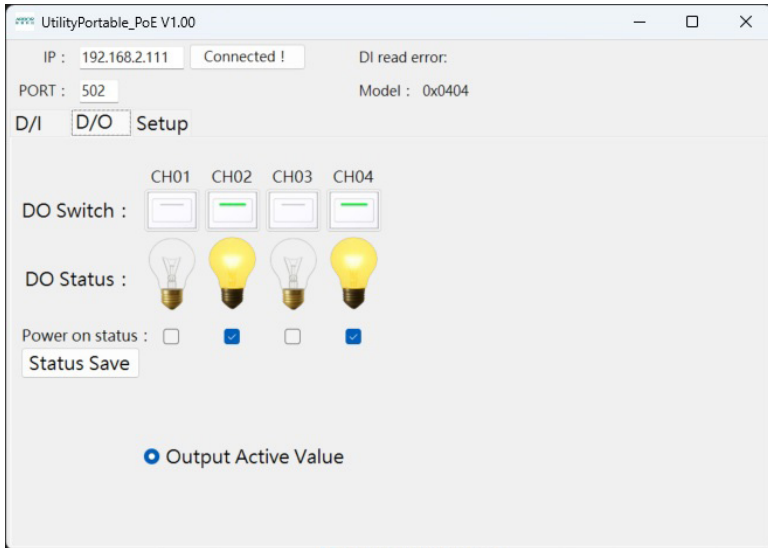 UtilityPortable_PoE V1.00
IP : 192.168.2.111 Connected ! DI read error:
PORT : 502 Model : 0x0404
D/I D/O Setup
CH01 CH02 CH03 CH04
DO Switch :
DO Status :
Power on status :
Status Save
Output Active Value